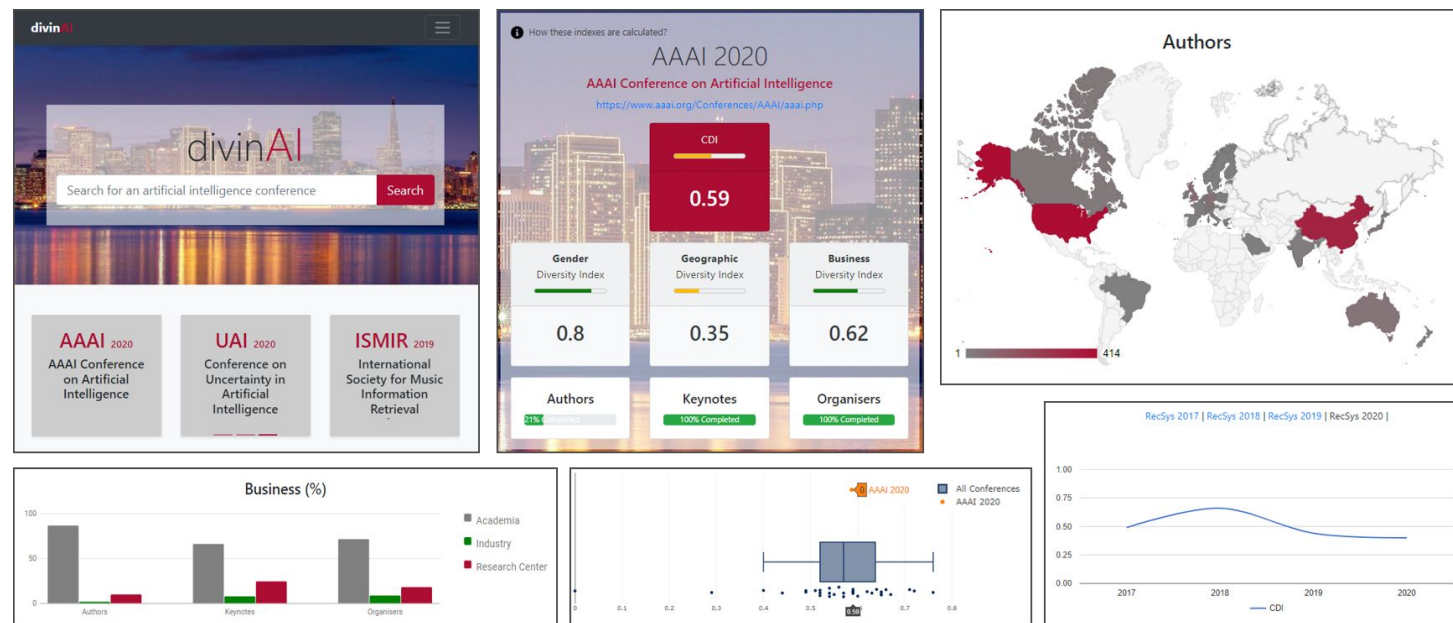 divinAI
divinAI
Search for an artificial intelligence conference
Search
AAAI 2020
AAAI Conference
on Artificial
Intelligence
UAI 2020
Conference on
Uncertainty in
Artificial
Intelligence
ISMIR 2019
International
Society for Music
Information
Retrieval
How these indexes are calculated?
AAAI 2020
AAAI Conference on Artificial Intelligence
https://www.aaai.org/Conferences/AAAI/aaai.php
CDI
0.59
Gender
Diversity Index
0.8
Geographic
Diversity Index
0.35
Business
Diversity Index
0.62
Authors
21% Completed
Keynotes
100% Completed
Organisers
100% Completed
Authors
1
414
Business (%)
100
50
0
Authors
Keynotes
Organisers
Academia
Industry
Research Center
AAAI 2020
All Conferences
AAAI 2020
0
0.1
0.2
0.3
0.4
0.5
0.6
0.7
0.8
0.59
RecSys 2017 | RecSys 2018 | RecSys 2019 | RecSys 2020 |
1.00
0.75
0.50
0.25
0.00
2017
2018
2019
2020
CDI